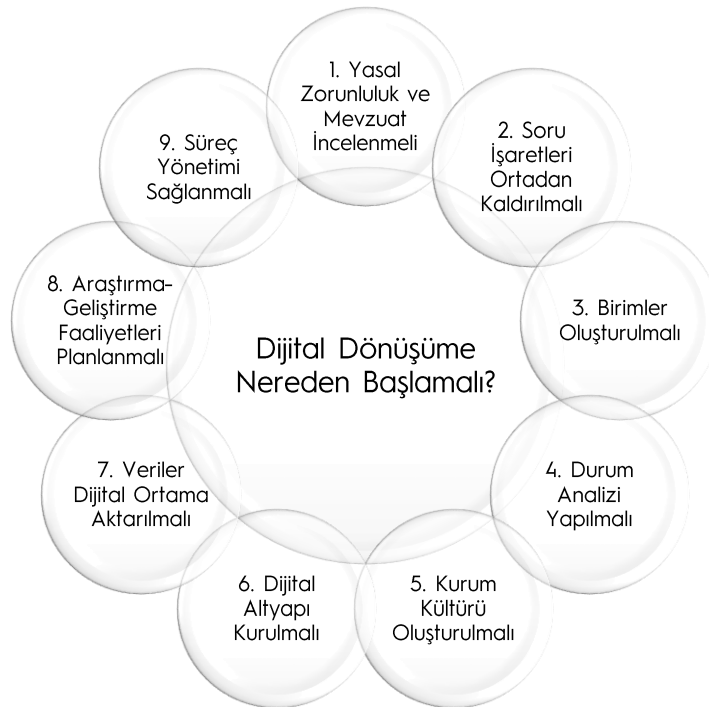 1. Yasal
Zorunluluk ve
Mevzuat
İncelenmeli
2. Soru
İşaretleri
Ortadan
Kaldırılmalı
3. Birimler
Oluşturulmalı
4. Durum
Analizi
Yapılmalı
5. Kurum
Kültürü
Oluşturulmalı
6. Dijital
Altyapı
Kurulmalı
7. Veriler
Dijital Ortama
Aktarılmalı
8. Araştırma-
Geliştirme
Faaliyetleri
Planlanmalı
9. Süreç
Yönetimi
Sağlanmalı
Dijital Dönüşüme
Nereden Başlamalı?